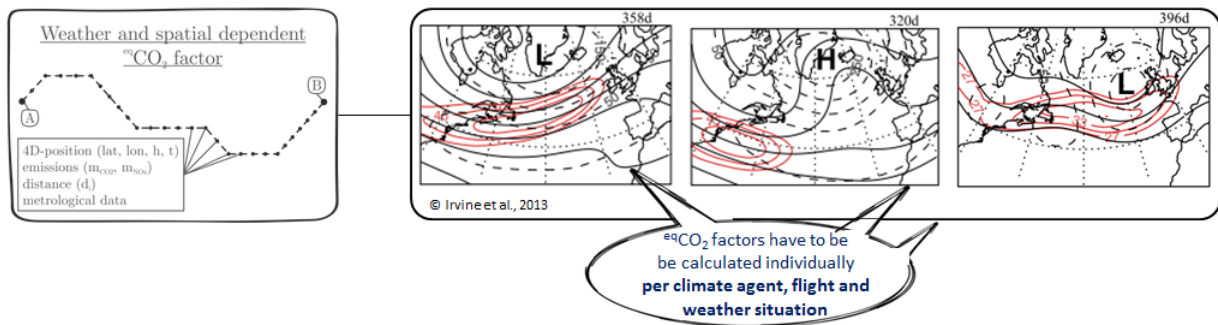 Weather and spatial dependent
eqCO2 factor
A
B
4D-position (lat, lon, h, t)
emissions (mCO2, mNOx)
distance (di)
metrological data
358d
320d
396d
L
H
L
© Irvine et al., 2013
eqCO2 factors have to be
be calculated individually
per climate agent, flight and
weather situation